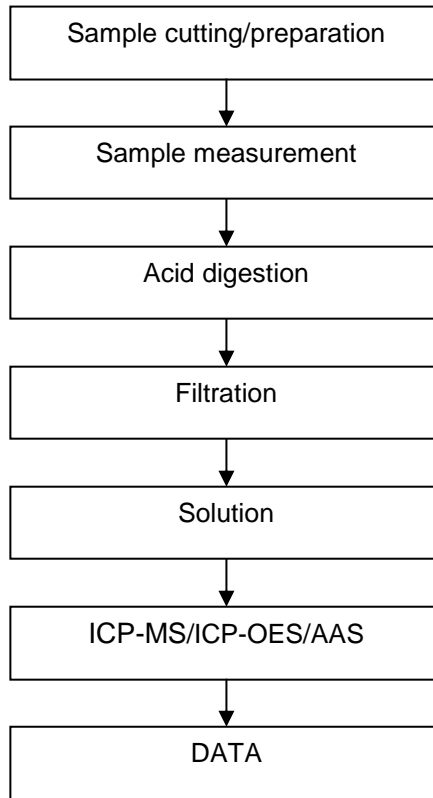 Sample cutting/preparation
Sample measurement
Acid digestion
Filtration
Solution
ICP-MS/ICP-OES/AAS
DATA